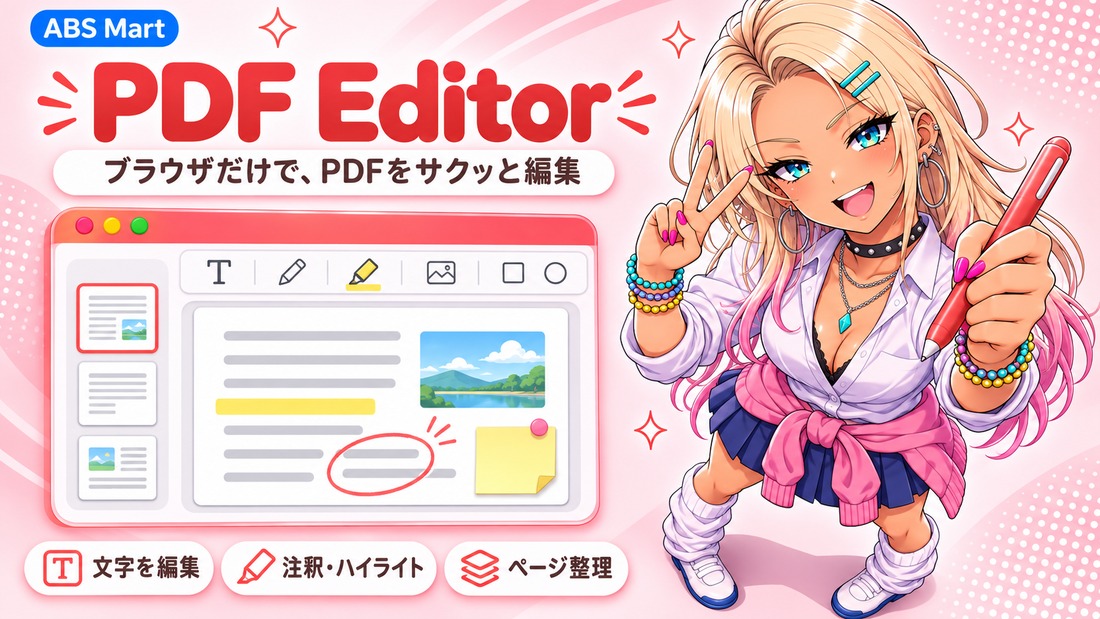 ABS Mart
PDF Editor
ブラウザだけで、PDFをサクッと編集
T
T
文字を編集
注釈・ハイライト
ページ整理